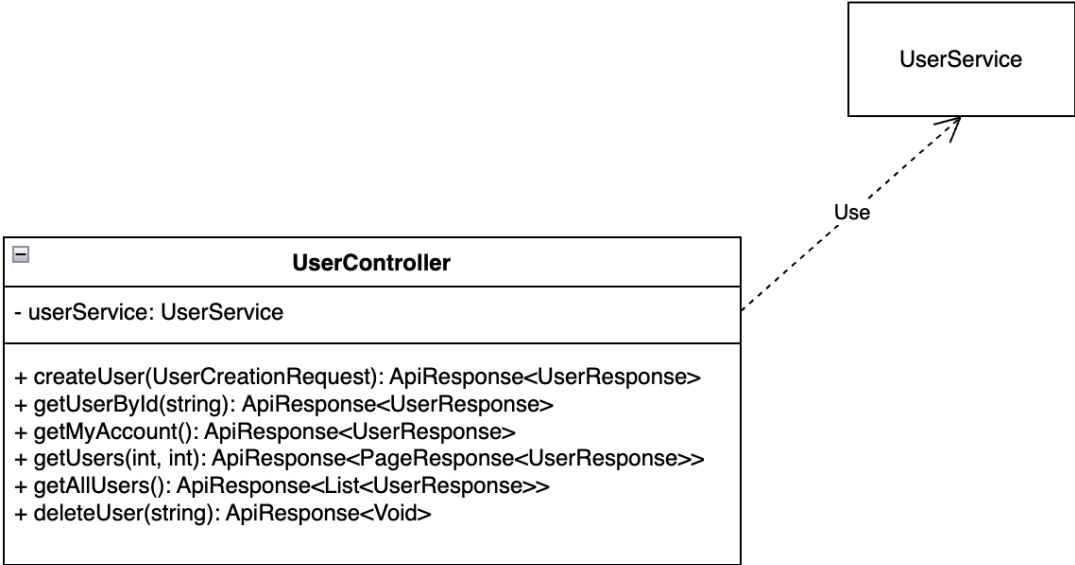 UserService
Use
UserController
- userService: UserService
+ createUser(UserCreationRequest): ApiResponse<UserResponse>
+ getUserById(string): ApiResponse<UserResponse>
+ getMyAccount(): ApiResponse<UserResponse>
+ getUsers(int, int): ApiResponse<PageResponse<UserResponse>>
+ getAllUsers(): ApiResponse<List<UserResponse>>
+ deleteUser(string): ApiResponse<Void>